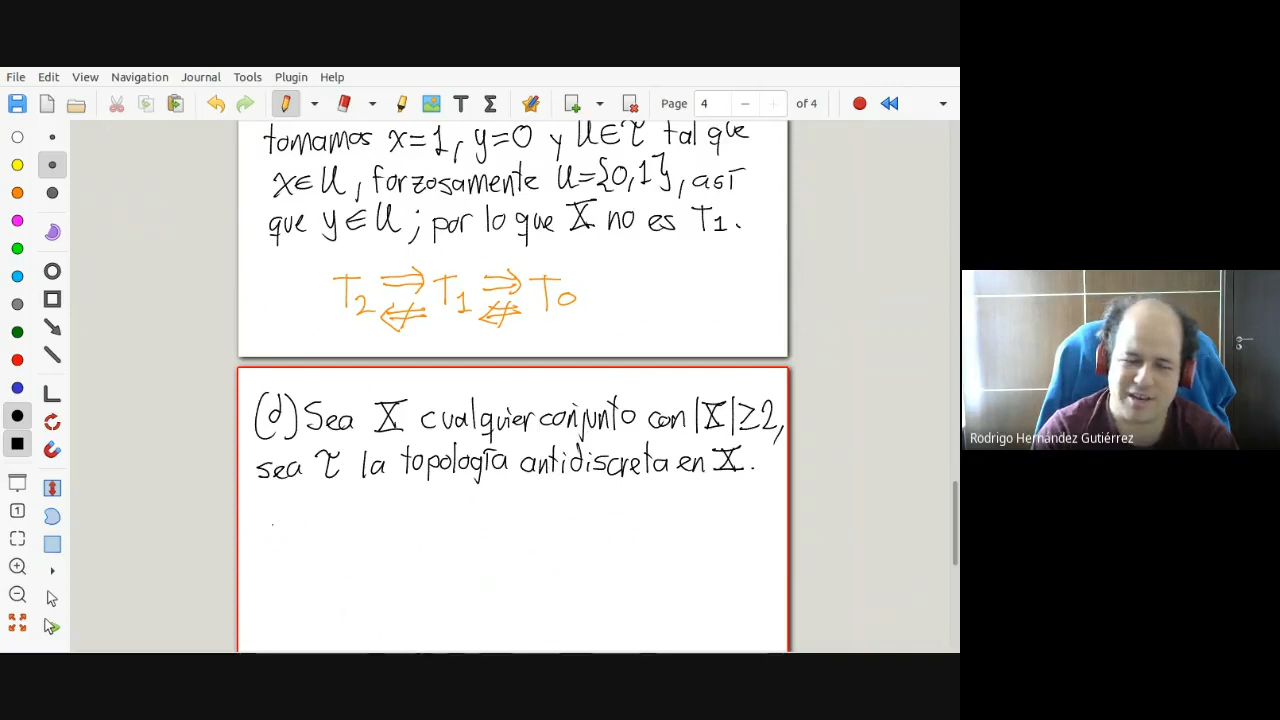 File Edit View Navigation Journal Tools Plugin Help
Page 4 of 4
tomamos x=1, y=0 y U∈τ tal que
x∈U, forzosamente U={0,1}, así
que y∈U; por lo que X no es T1.
T2 ⇒ T1 ⇒ T0
⇍ ⇍
(d) Sea X cualquier conjunto con |X|≥2,
sea τ la topología antidiscreta en X.
Rodrigo Hernández Gutiérrez